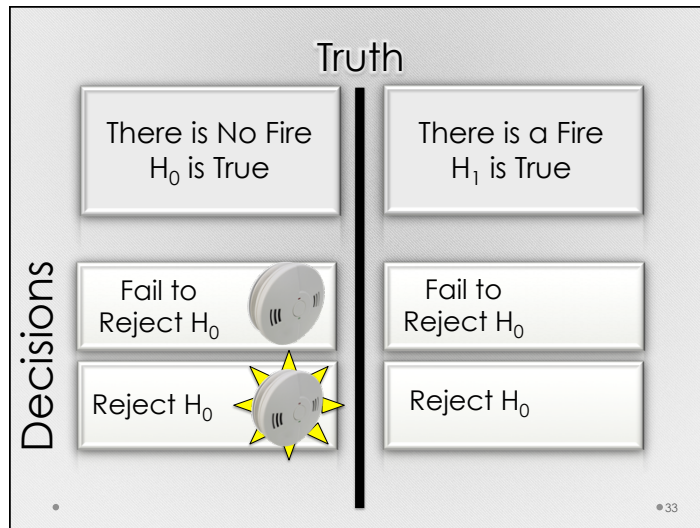 Truth
There is No Fire
H₀ is True
There is a Fire
H₁ is True
Decisions
Fail to
Reject H₀
Fail to
Reject H₀
Reject H₀
Reject H₀
33